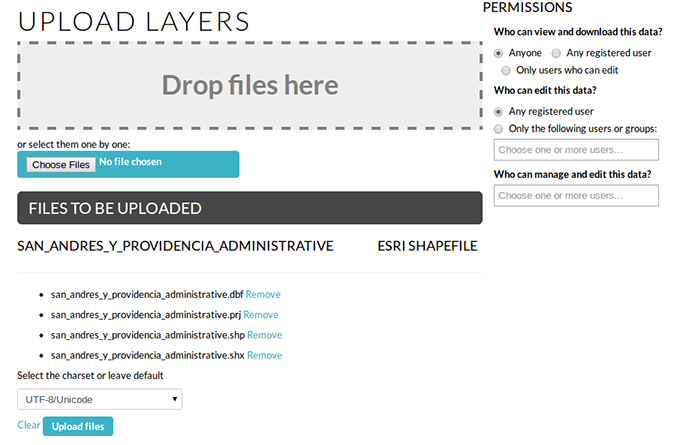 UPLOAD LAYERS
Drop files here
or select them one by one:
Choose Files No file chosen
FILES TO BE UPLOADED
SAN_ANDRES_Y_PROVIDENCIA_ADMINISTRATIVE ESRI SHAPEFILE
san_andres_y_providencia_administrative.dbf Remove
san_andres_y_providencia_administrative.prj Remove
san_andres_y_providencia_administrative.shp Remove
san_andres_y_providencia_administrative.shx Remove
Select the charset or leave default
UTF-8/Unicode
Clear Upload files
PERMISSIONS
Who can view and download this data?
Anyone Any registered user
Only users who can edit
Who can edit this data?
Any registered user
Only the following users or groups:
Choose one or more users...
Who can manage and edit this data?
Choose one or more users...